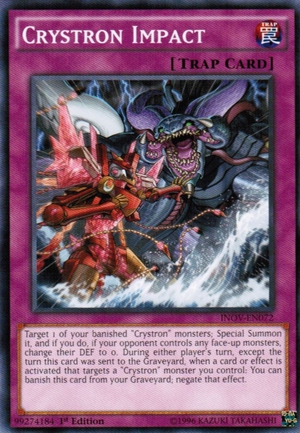 Crystron Impact
TRAP
罠
[Trap Card]
INOV-EN072
Target 1 of your banished "Crystron" monsters; Special Summon
it, and if you do, if your opponent controls any face-up monsters,
change their DEF to 0. During either player's turn, except the
turn this card was sent to the Graveyard, when a card or effect is
activated that targets a "Crystron" monster you control: You can
banish this card from your Graveyard; negate that effect.
99274184 1st Edition ©1996 KAZUKI TAKAHASHI